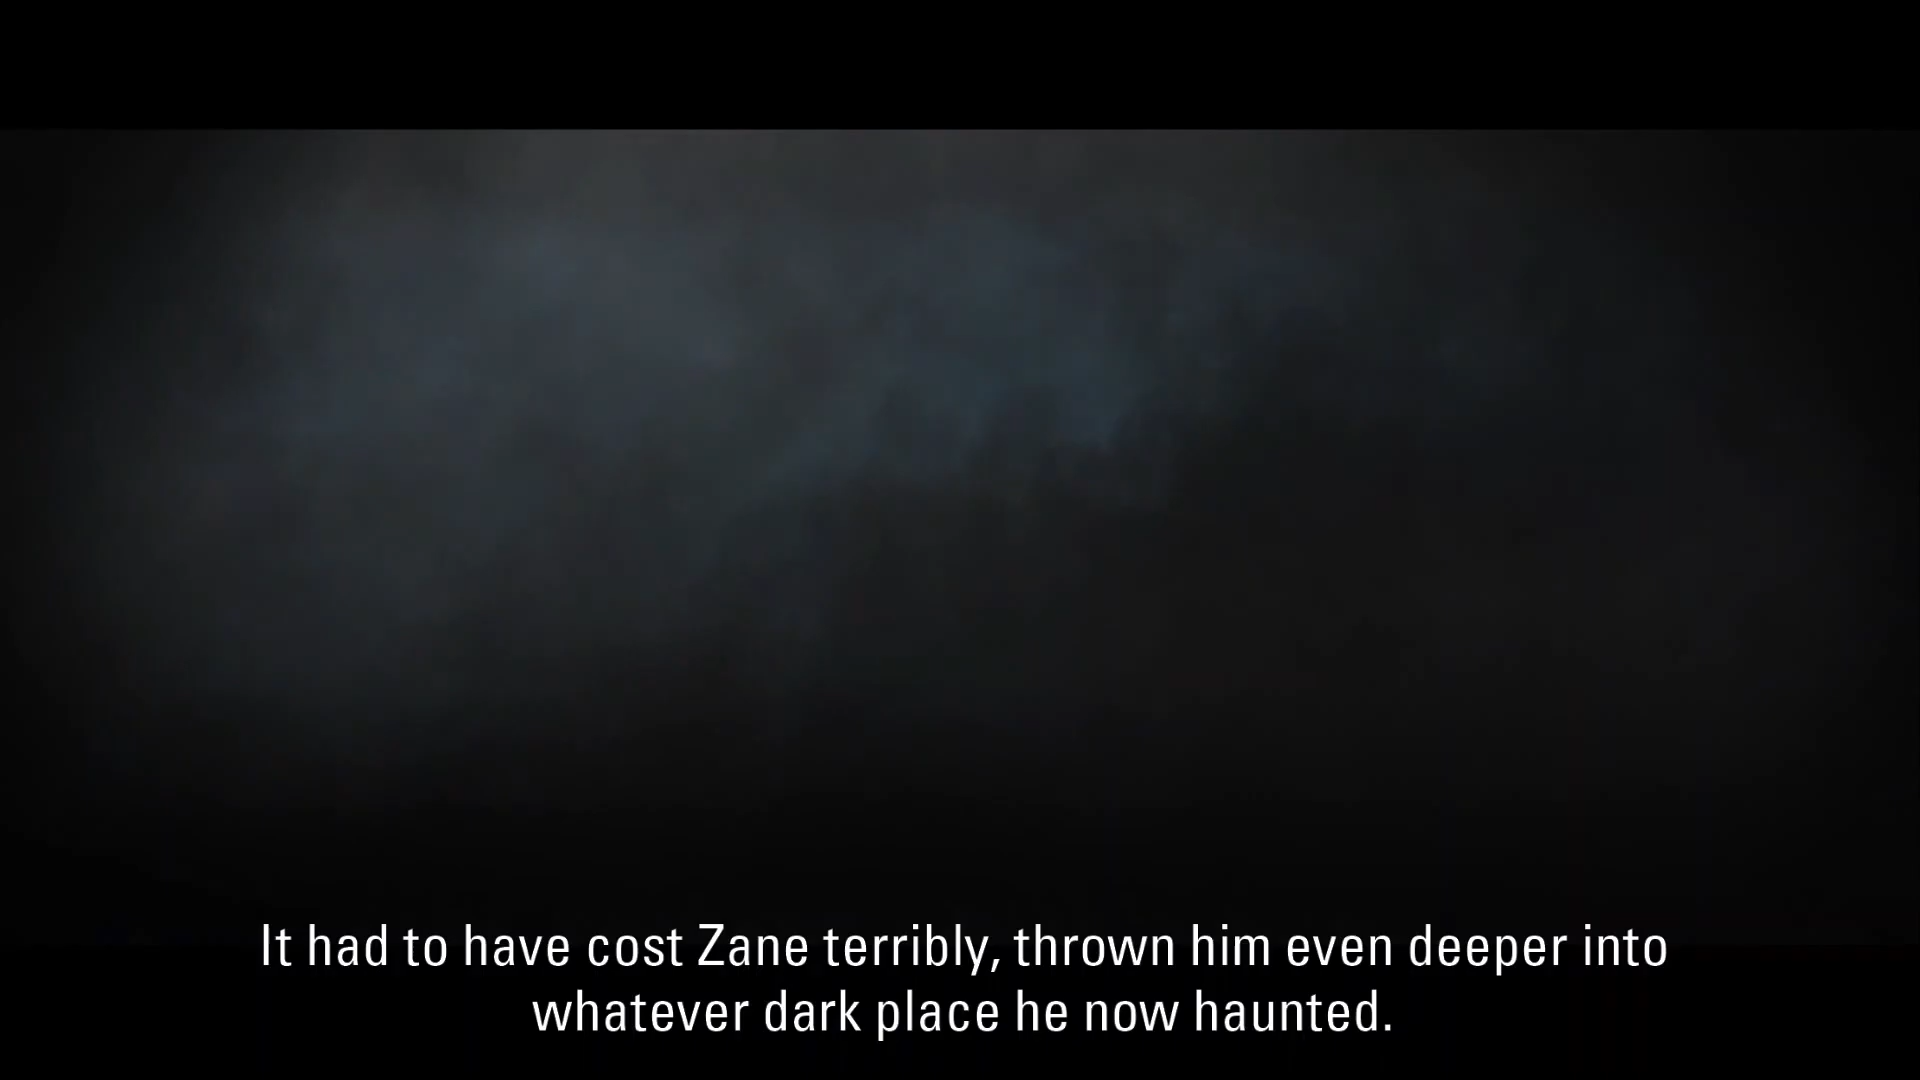 It had to have cost Zane terribly, thrown him even deeper into
whatever dark place he now haunted.